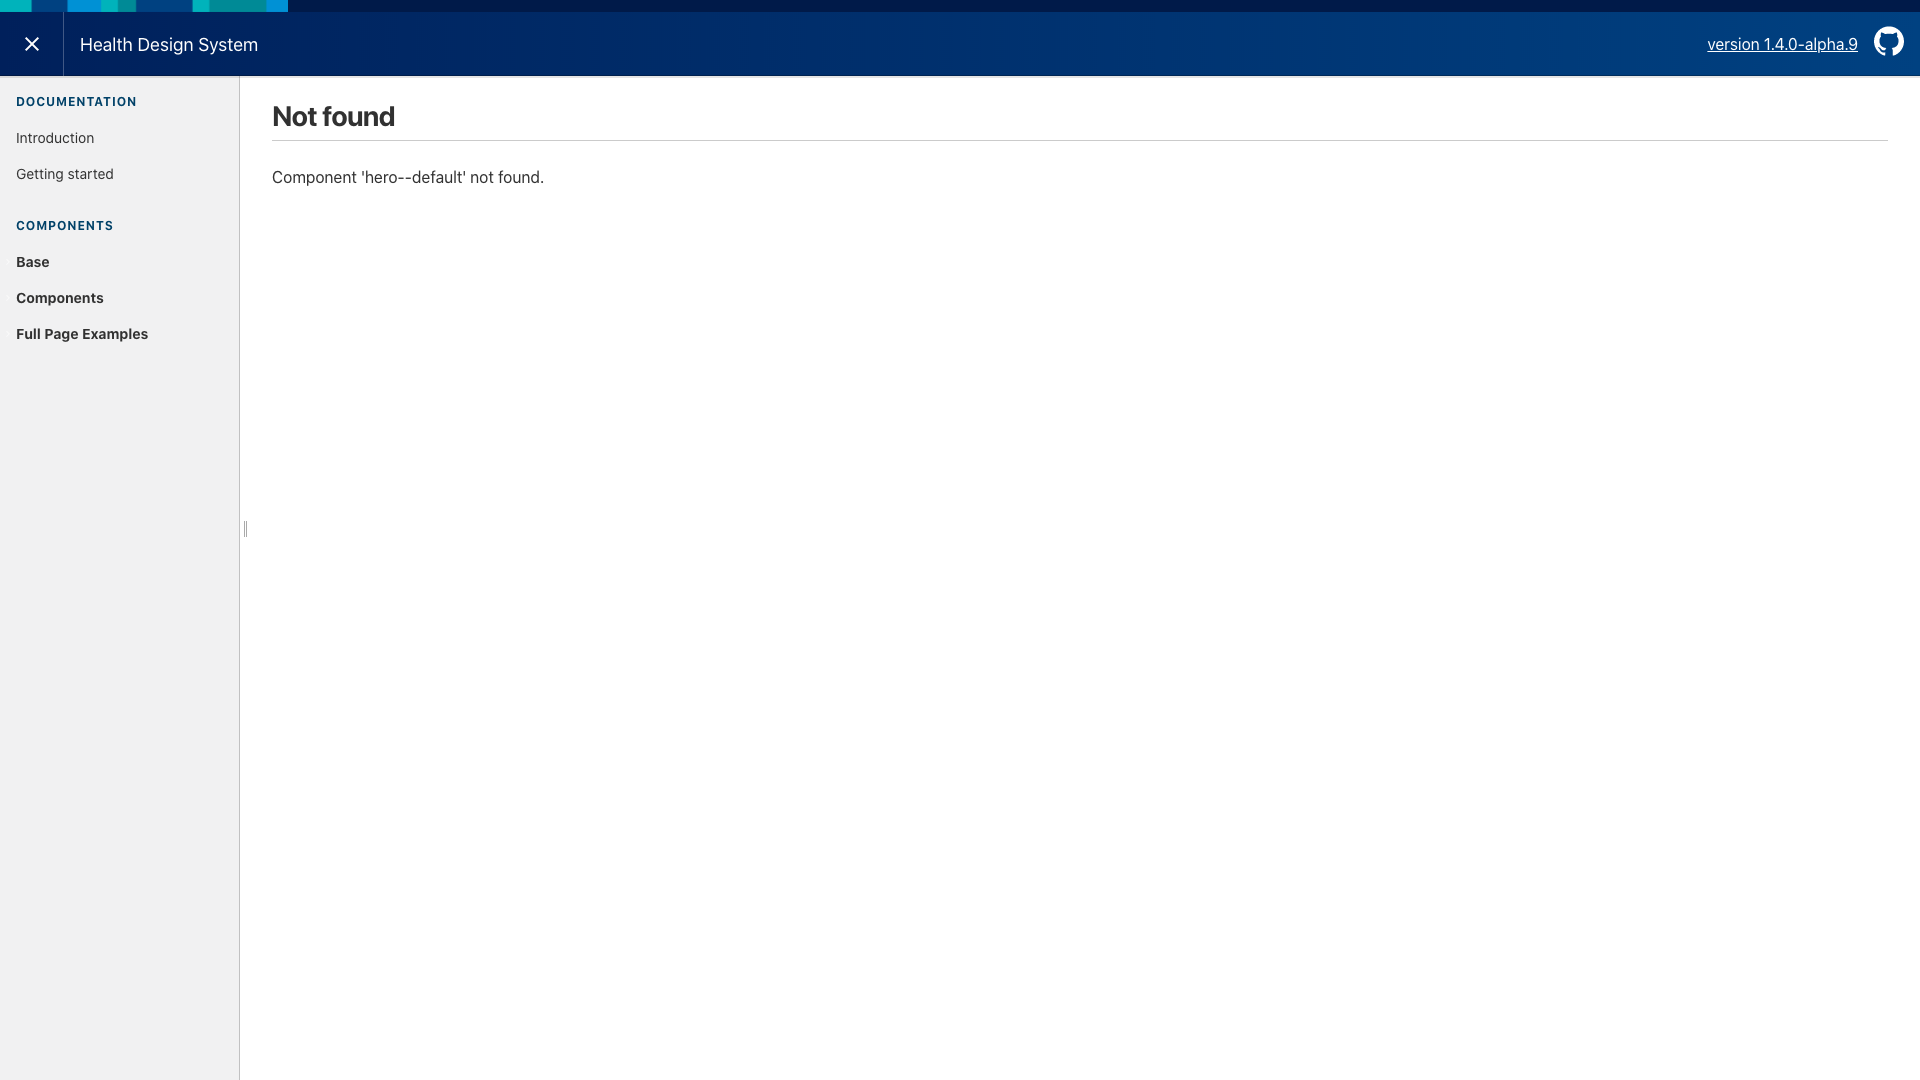 Health Design System
version 1.4.0-alpha.9
DOCUMENTATION
Introduction
Getting started
COMPONENTS
Base
Components
Full Page Examples
Not found
Component 'hero--default' not found.